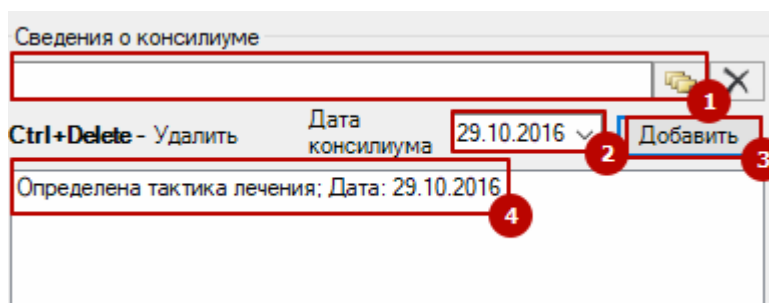 Сведения о консилиуме
1
Ctrl+Delete - Удалить
Дата
консилиума
29.10.2016
2
Добавить
3
Определена тактика лечения; Дата: 29.10.2016
4